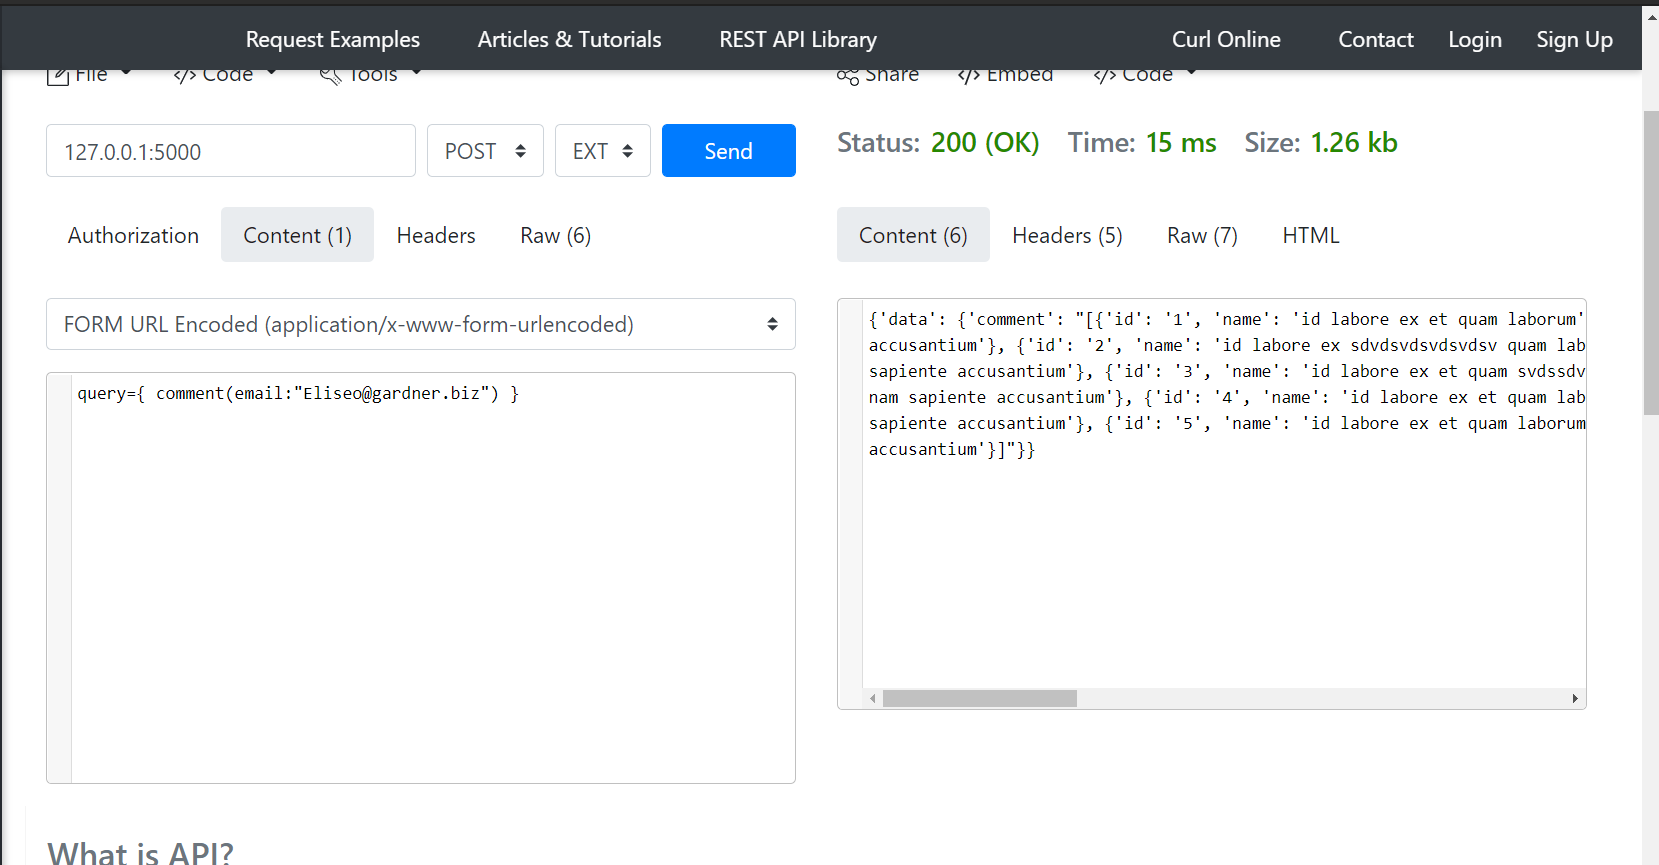 Request Examples Articles & Tutorials REST API Library Curl Online Contact Login Sign Up
File </> Code Tools Share </> Embed </> Code
127.0.0.1:5000 POST EXT Send
Status: 200 (OK) Time: 15 ms Size: 1.26 kb
Authorization Content (1) Headers Raw (6)
Content (6) Headers (5) Raw (7) HTML
FORM URL Encoded (application/x-www-form-urlencoded)
query={ comment(email:"Eliseo@gardner.biz") }
{'data': {'comment': "[{'id': '1', 'name': 'id labore ex et quam laborum'
accusantium'}, {'id': '2', 'name': 'id labore ex sdvdsvdsvdsvdsv quam lab
sapiente accusantium'}, {'id': '3', 'name': 'id labore ex et quam svdssdv
nam sapiente accusantium'}, {'id': '4', 'name': 'id labore ex et quam lab
sapiente accusantium'}, {'id': '5', 'name': 'id labore ex et quam laborum
accusantium'}]"}}
What is API?